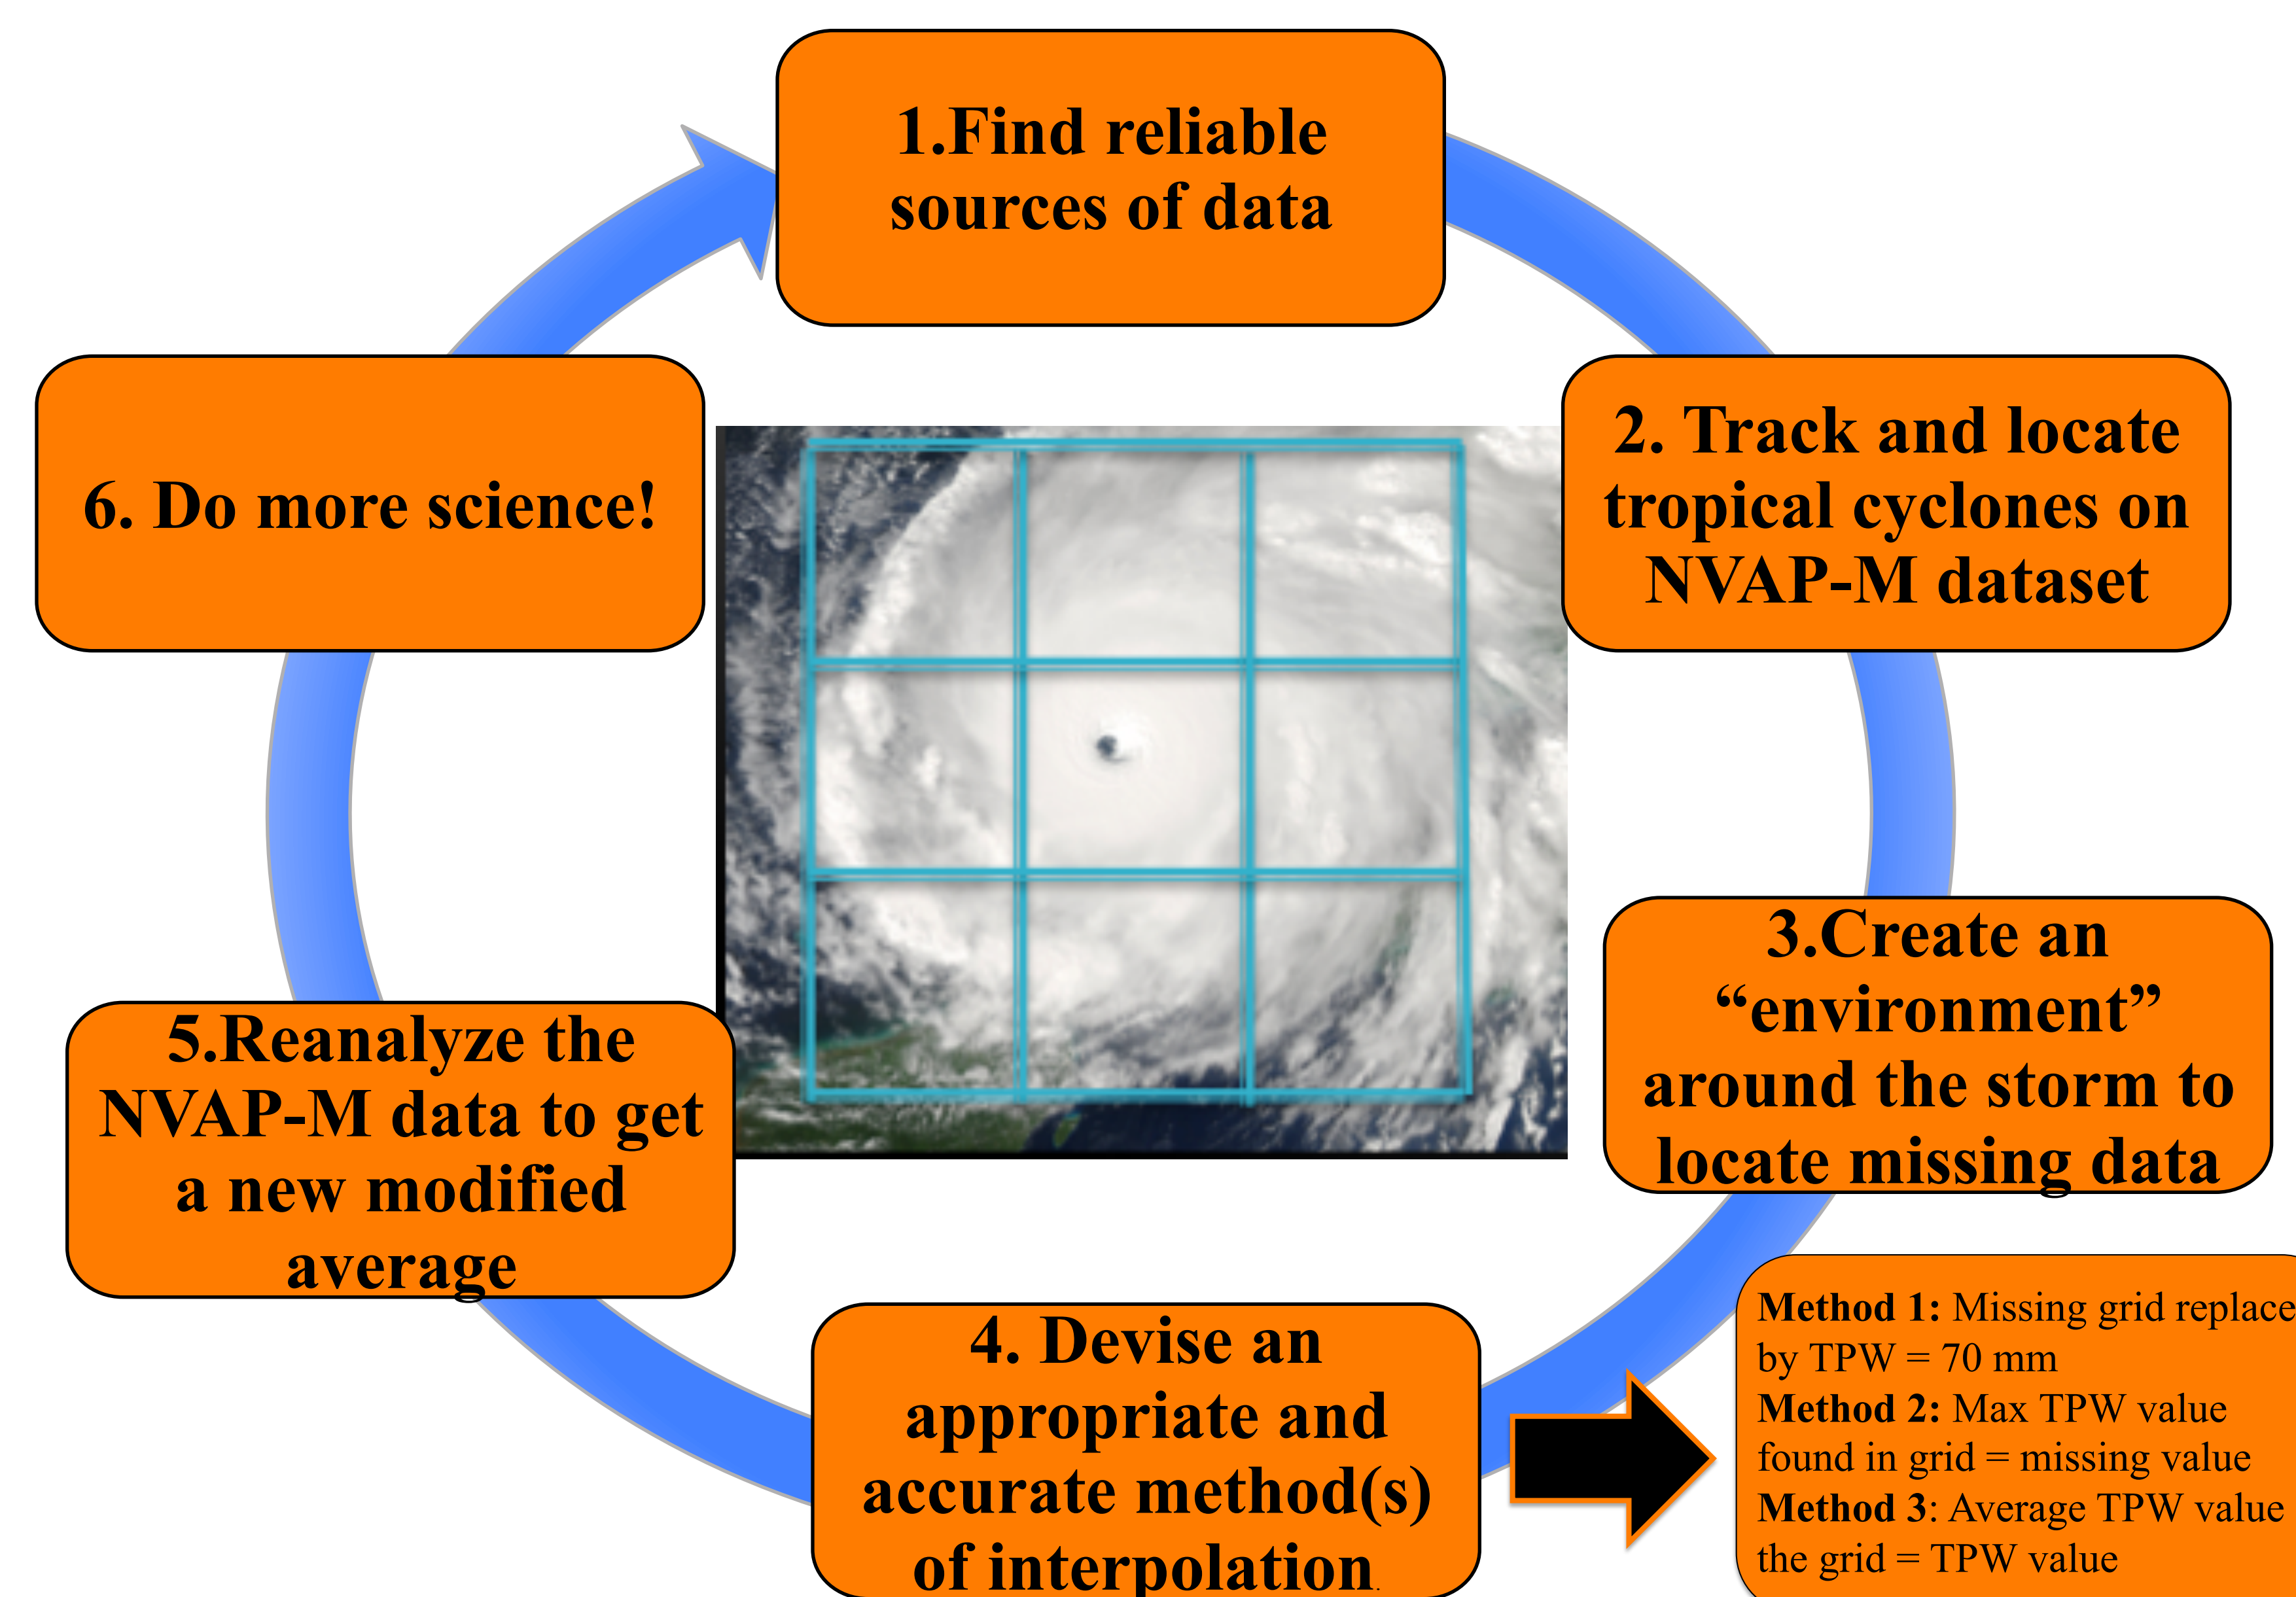 1.Find reliable
sources of data
2. Track and locate
tropical cyclones on
NVAP-M dataset
3.Create an
“environment”
around the storm to
locate missing data
4. Devise an
appropriate and
accurate method(s)
of interpolation.
Method 1: Missing grid replace
by TPW = 70 mm
Method 2: Max TPW value
found in grid = missing value
Method 3: Average TPW value
the grid = TPW value
5.Reanalyze the
NVAP-M data to get
a new modified
average
6. Do more science!